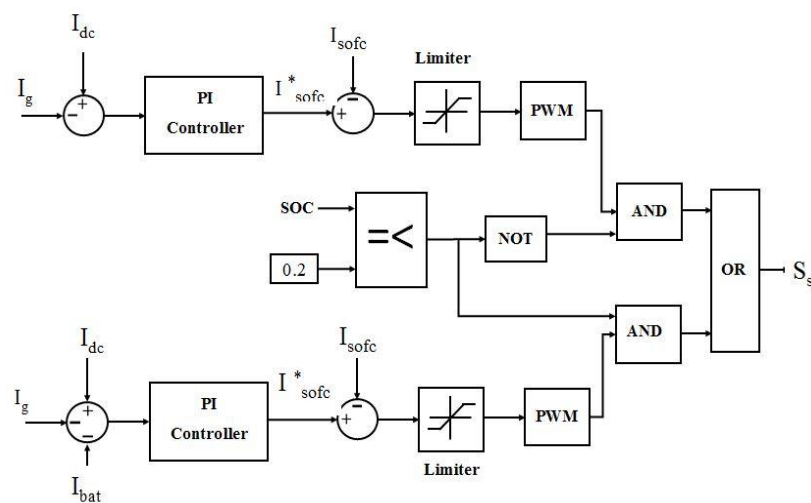 I_dc
I_sofc
Limiter
I_g
+
−
PI
Controller
I*_sofc
−
+
PWM
SOC
=<
0.2
NOT
AND
OR
S_s
AND
I_dc
I_sofc
I_g
+
−
−
PI
Controller
I*_sofc
−
+
PWM
Limiter
I_bat